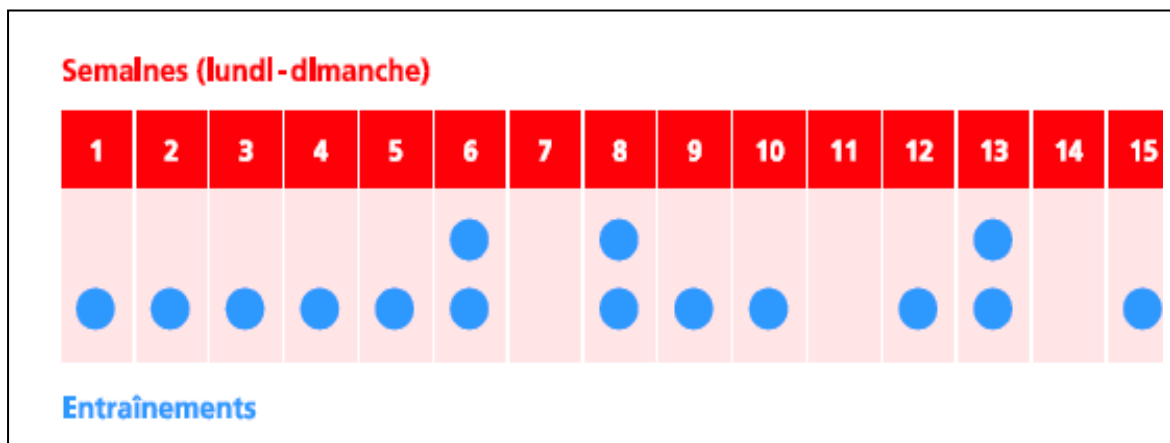 Semaines (lundi - dimanche)
1 2 3 4 5 6 7 8 9 10 11 12 13 14 15
Entraînements